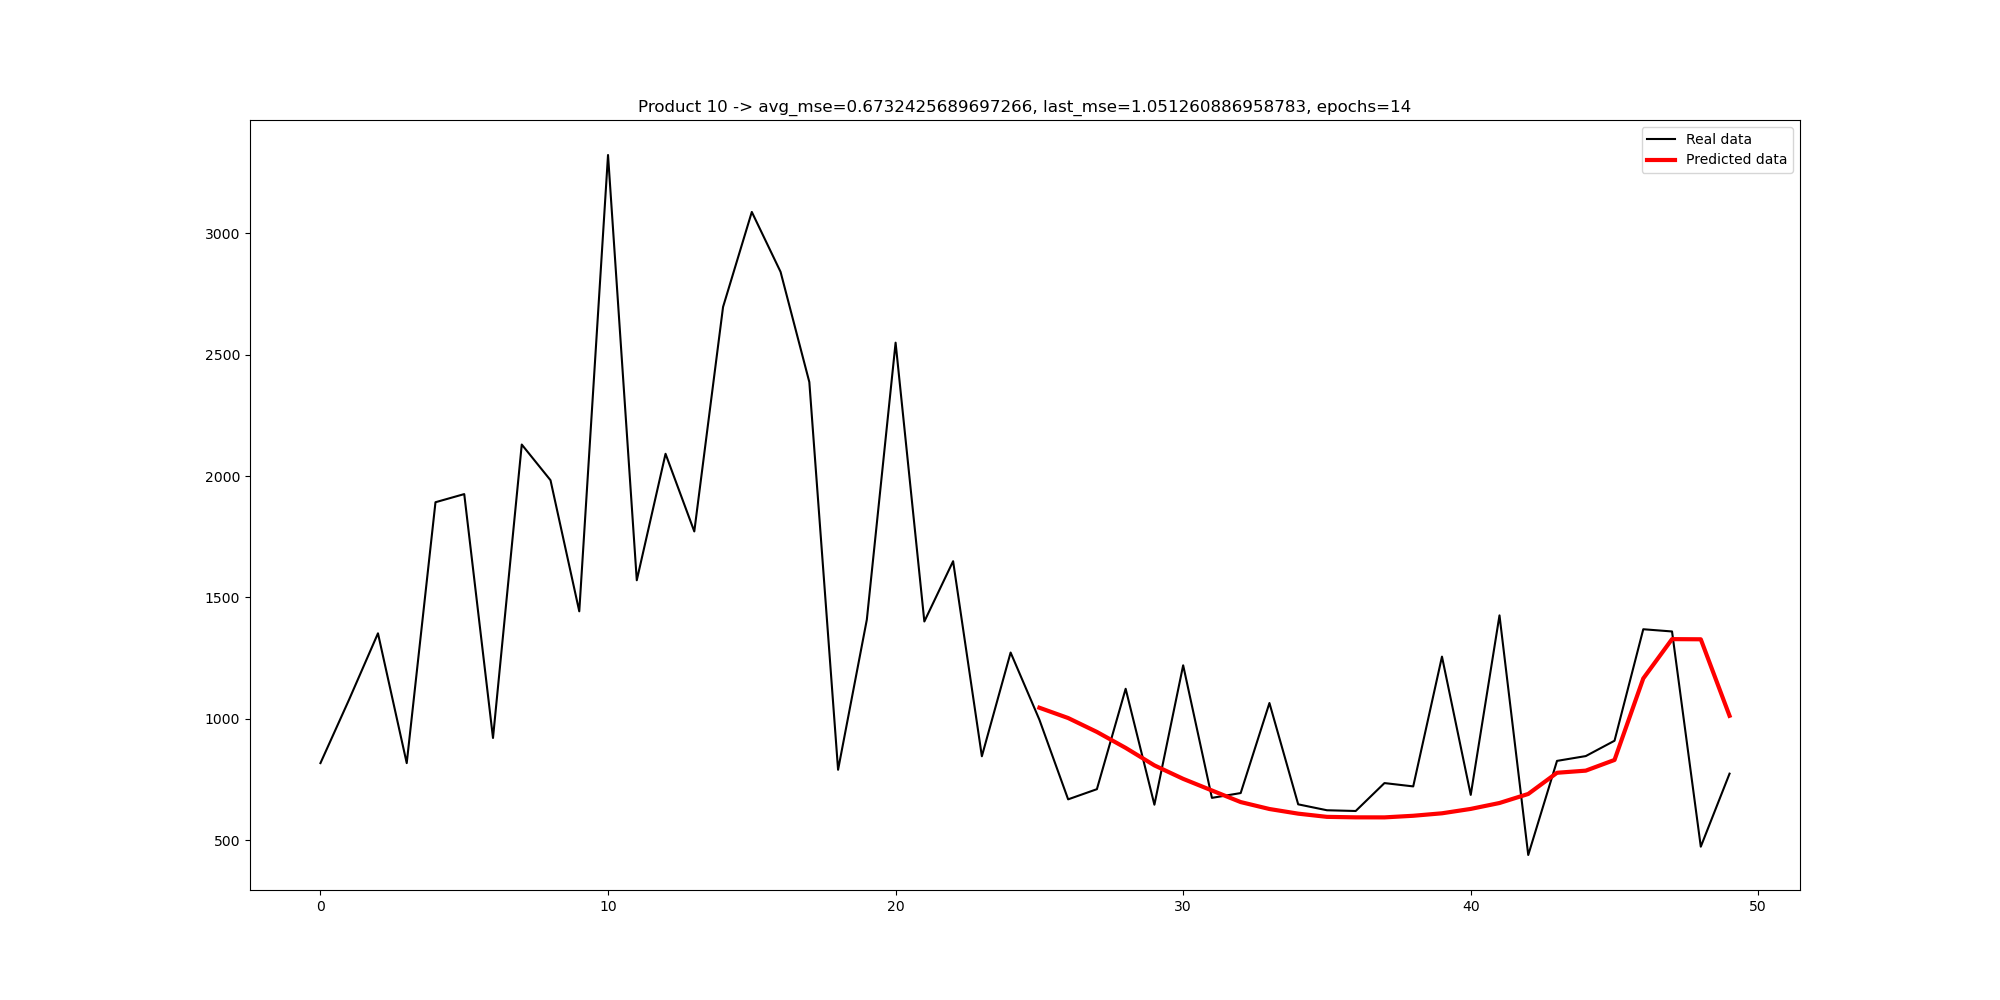 Product 10 -> avg_mse=0.6732425689697266, last_mse=1.051260886958783, epochs=14
Real data
Predicted data
3000
2500
2000
1500
1000
500
0 10 20 30 40 50